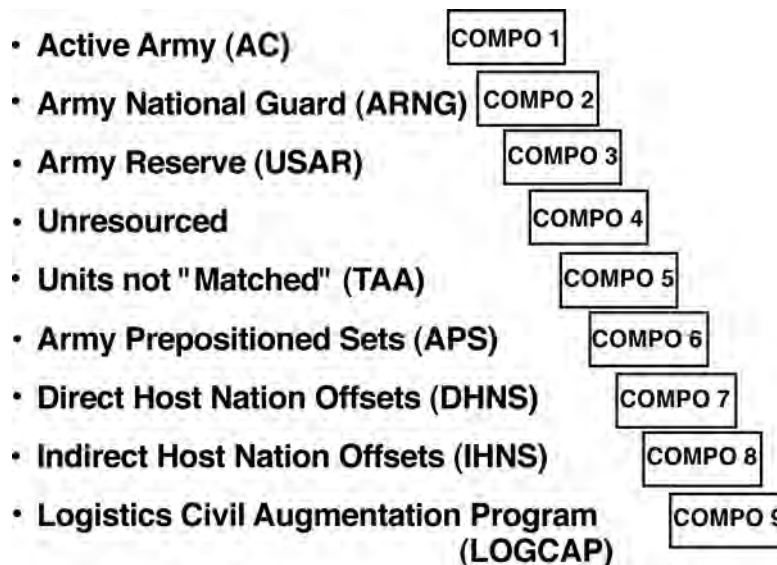 • Active Army (AC) COMPO 1
• Army National Guard (ARNG) COMPO 2
• Army Reserve (USAR) COMPO 3
• Unresourced COMPO 4
• Units not "Matched" (TAA) COMPO 5
• Army Prepositioned Sets (APS) COMPO 6
• Direct Host Nation Offsets (DHNS) COMPO 7
• Indirect Host Nation Offsets (IHNS) COMPO 8
• Logistics Civil Augmentation Program COMPO 9
(LOGCAP)